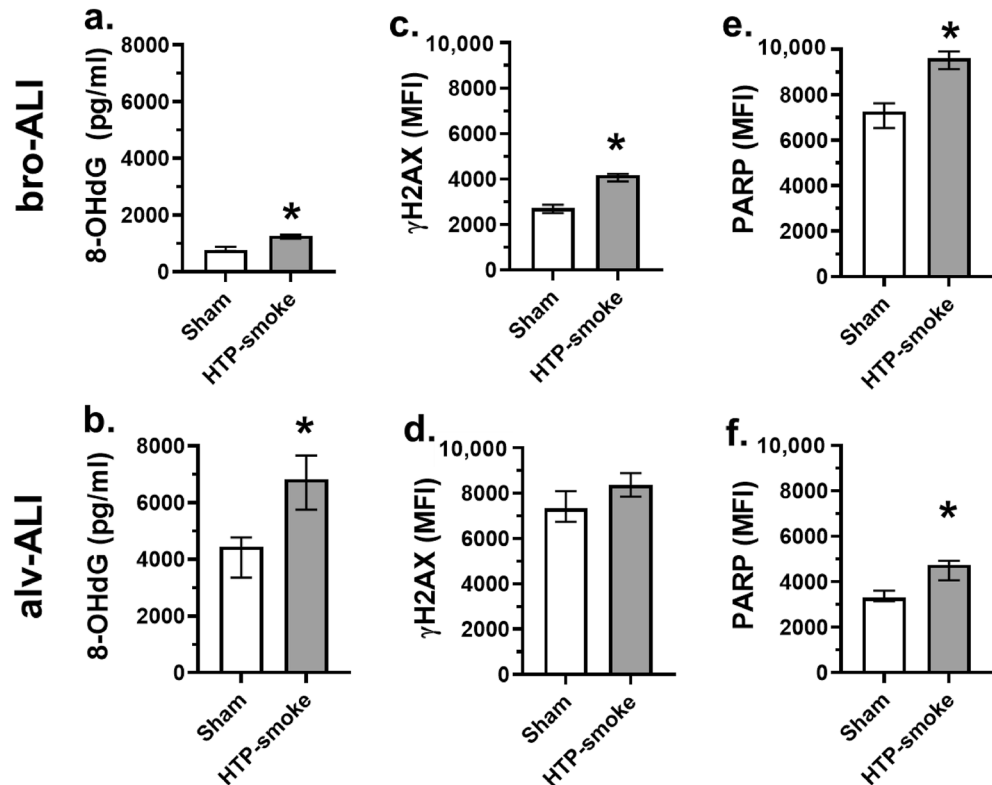 bro-ALI
a.
8-OHdG (pg/ml)
8000
6000
4000
2000
0
*
Sham
HTP-smoke
c.
γH2AX (MFI)
10,000
8000
6000
4000
2000
0
*
Sham
HTP-smoke
e.
PARP (MFI)
10,000
8000
6000
4000
2000
0
*
Sham
HTP-smoke
alv-ALI
b.
8-OHdG (pg/ml)
8000
6000
4000
2000
0
*
Sham
HTP-smoke
d.
γH2AX (MFI)
10,000
8000
6000
4000
2000
0
Sham
HTP-smoke
f.
PARP (MFI)
10,000
8000
6000
4000
2000
0
*
Sham
HTP-smoke